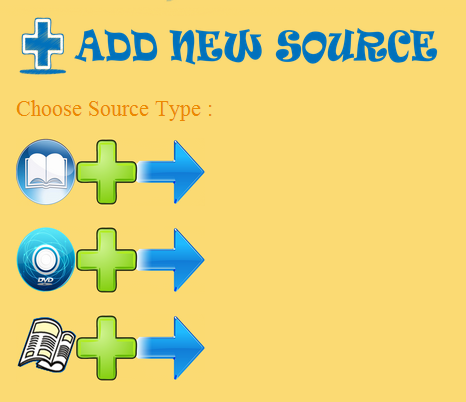 ADD NEW SOURCE
Choose Source Type :
DVD